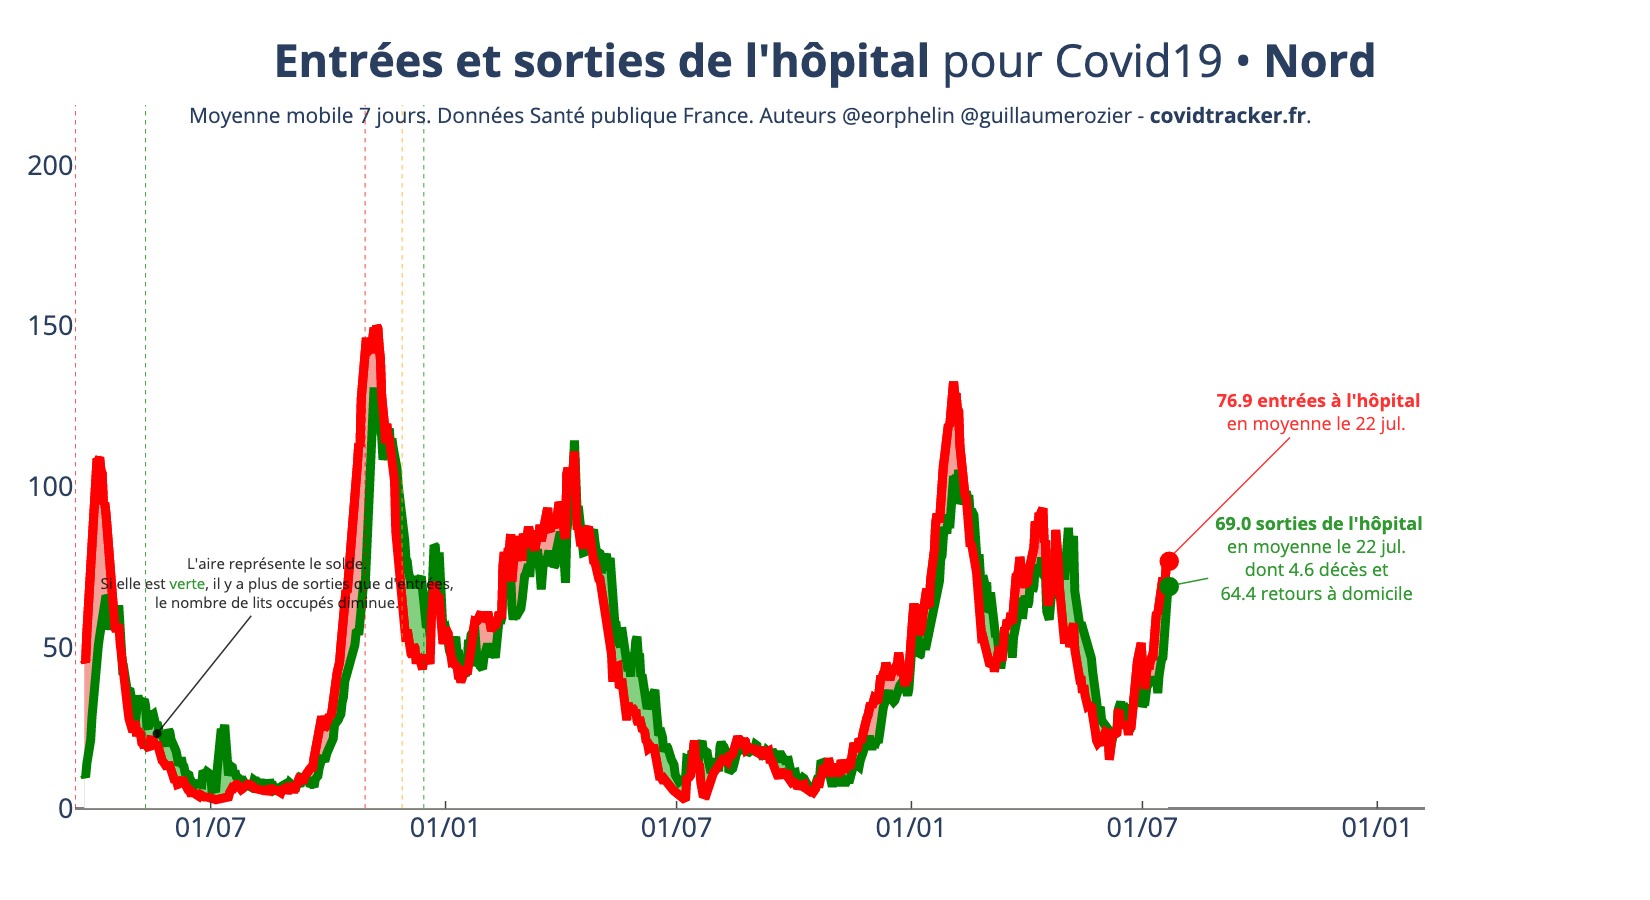 Entrées et sorties de l'hôpital pour Covid19 • Nord
Moyenne mobile 7 jours. Données Santé publique France. Auteurs @eorphelin @guillaumerozier - covidtracker.fr.
200
150
100
50
0
76.9 entrées à l'hôpital
en moyenne le 22 jul.
69.0 sorties de l'hôpital
en moyenne le 22 jul.
dont 4.6 décès et
64.4 retours à domicile
L'aire représente le solde.
Si elle est verte, il y a plus de sorties que d'entrées,
le nombre de lits occupés diminue.
01/07
01/01
01/07
01/01
01/07
01/01